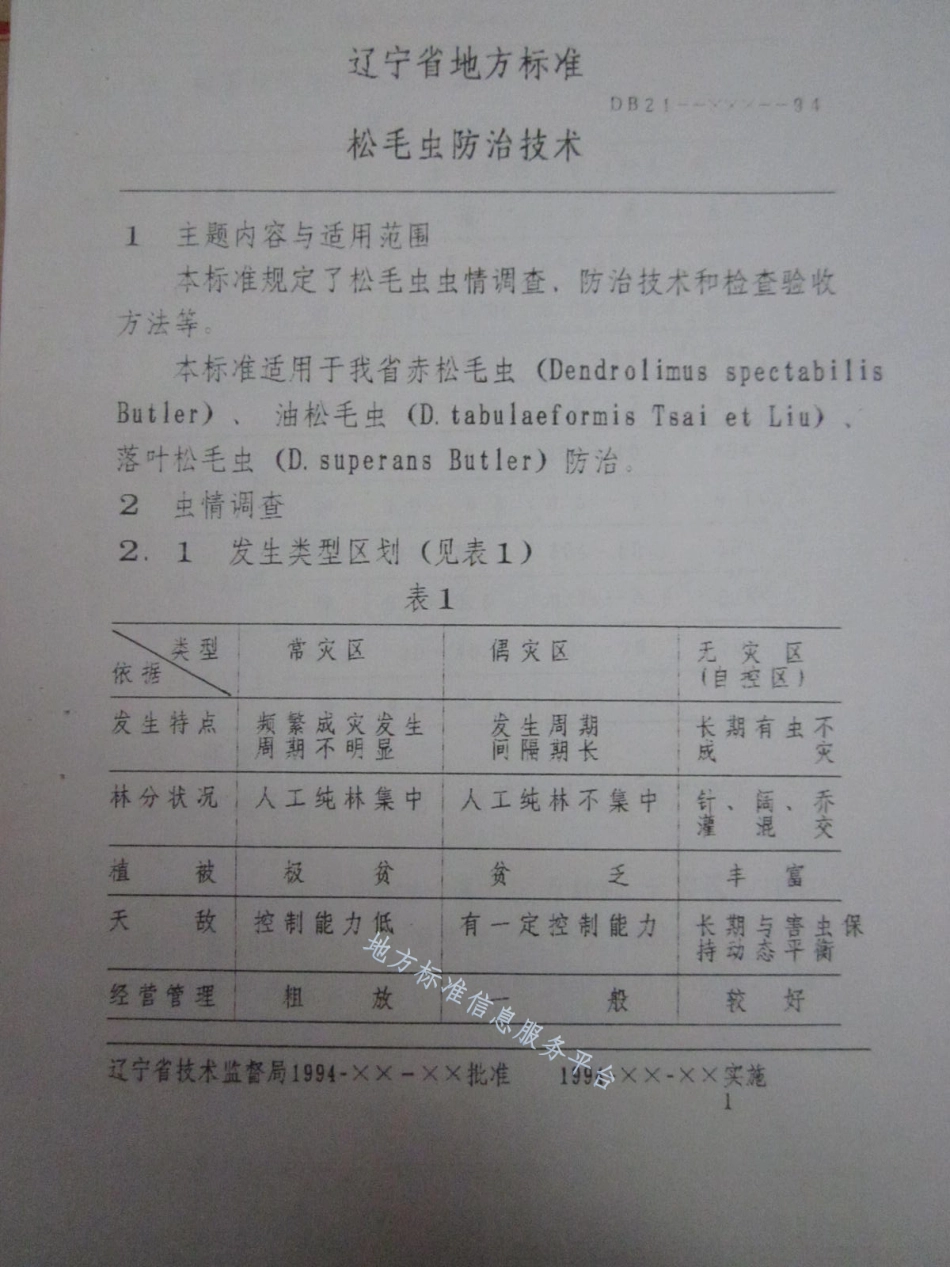 辽宁省地方标准
DB21--×××--94
松毛虫防治技术
1 主题内容与适用范围
本标准规定了松毛虫虫情调查、防治技术和检查验收
方法等。
本标准适用于我省赤松毛虫（Dendrolimus spectabilis
Butler）、 油松毛虫（D. tabulaeformis Tsai et Liu）、
落叶松毛虫（D. superans Butler）防治。
2 虫情调查
2．1 发生类型区划（见表1）
表1
类型 常灾区 偶灾区 无灾区
依据 （自控区）
发生特点 频繁成灾发生 发生周期 长期有虫不
周期不明显 间隔期长 成灾
林分状况 人工纯林集中 人工纯林不集中 针、阔、乔
灌混交
植被 极贫 贫乏 丰富
天敌 控制能力低 有一定控制能力 长期与害虫保
持动态平衡
经营管理 粗放 一般 较好
地方标准信息服务平台
辽宁省技术监督局1994-××-××批准 199 ××-××实施
1